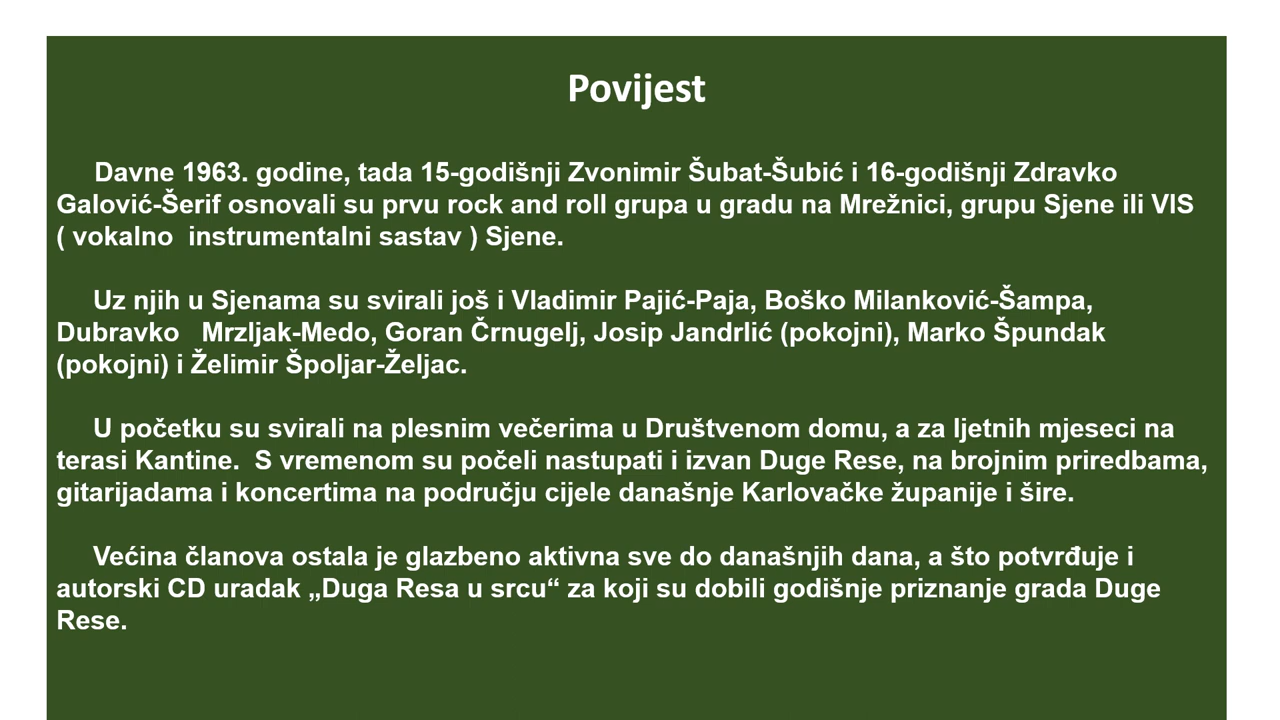 Povijest
Davne 1963. godine, tada 15-godišnji Zvonimir Šubat-Šubić i 16-godišnji Zdravko
Galović-Šerif osnovali su prvu rock and roll grupa u gradu na Mrežnici, grupu Sjene ili VIS
( vokalno  instrumentalni sastav ) Sjene.
Uz njih u Sjenama su svirali još i Vladimir Pajić-Paja, Boško Milanković-Šampa,
Dubravko   Mrzljak-Medo, Goran Črnugelj, Josip Jandrlić (pokojni), Marko Špundak
(pokojni) i Želimir Špoljar-Željac.
U početku su svirali na plesnim večerima u Društvenom domu, a za ljetnih mjeseci na
terasi Kantine.  S vremenom su počeli nastupati i izvan Duge Rese, na brojnim priredbama,
gitarijadama i koncertima na području cijele današnje Karlovačke županije i šire.
Većina članova ostala je glazbeno aktivna sve do današnjih dana, a što potvrđuje i
autorski CD uradak „Duga Resa u srcu“ za koji su dobili godišnje priznanje grada Duge
Rese.